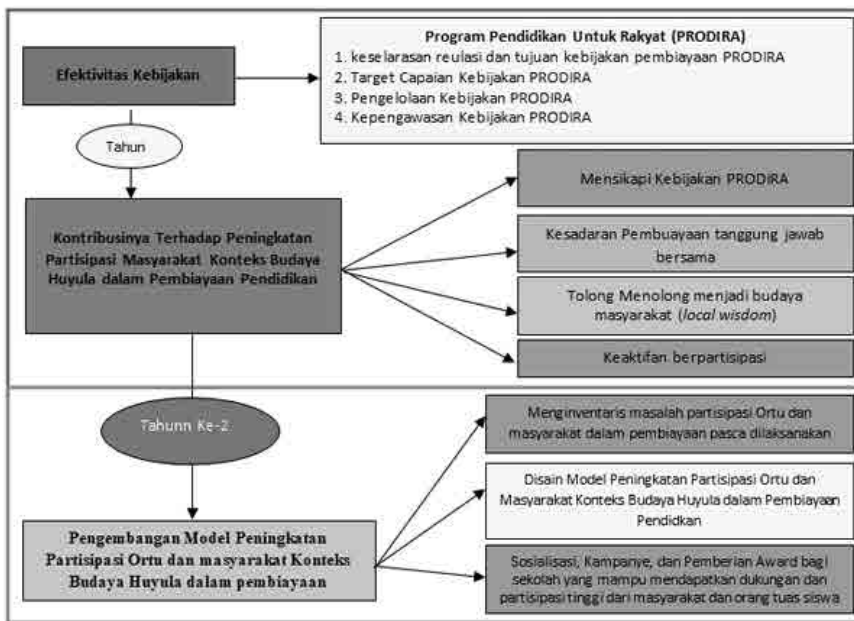 Efektivitas Kebijakan
Program Pendidikan Untuk Rakyat (PRODIRA)
1. keselarasan reulasi dan tujuan kebijakan pembiayaan PRODIRA
2. Target Capaian Kebijakan PRODIRA
3. Pengelolaan Kebijakan PRODIRA
4. Kepengawasan Kebijakan PRODIRA
Tahun
Kontribusinya Terhadap Peningkatan
Partisipasi Masyarakat Konteks Budaya
Huyula dalam Pembiayaan Pendidikan
Mensikapi Kebijakan PRODIRA
Kesadaran Pembuayaan tanggung jawab
bersama
Tolong Menolong menjadi budaya
masyarakat (local wisdom)
Keaktifan berpartisipasi
Tahunn Ke-2
Pengembangan Model Peningkatan
Partisipasi Ortu dan masyarakat Konteks
Budaya Huyula dalam pembiayaan
Menginventaris masalah partisipasi Ortu dan
masyarakat dalam pembiayaan pasca dilaksanakan
Disain Model Peningkatan Partisipasi Ortu dan
Masyarakat Konteks Budaya Huyula dalam Pembiayaan
Pendidkan
Sosialisasi, Kampanye, dan Pemberian Award bagi
sekolah yang mampu mendapatkan dukungan dan
partisipasi tinggi dari masyarakat dan orang tuas siswa